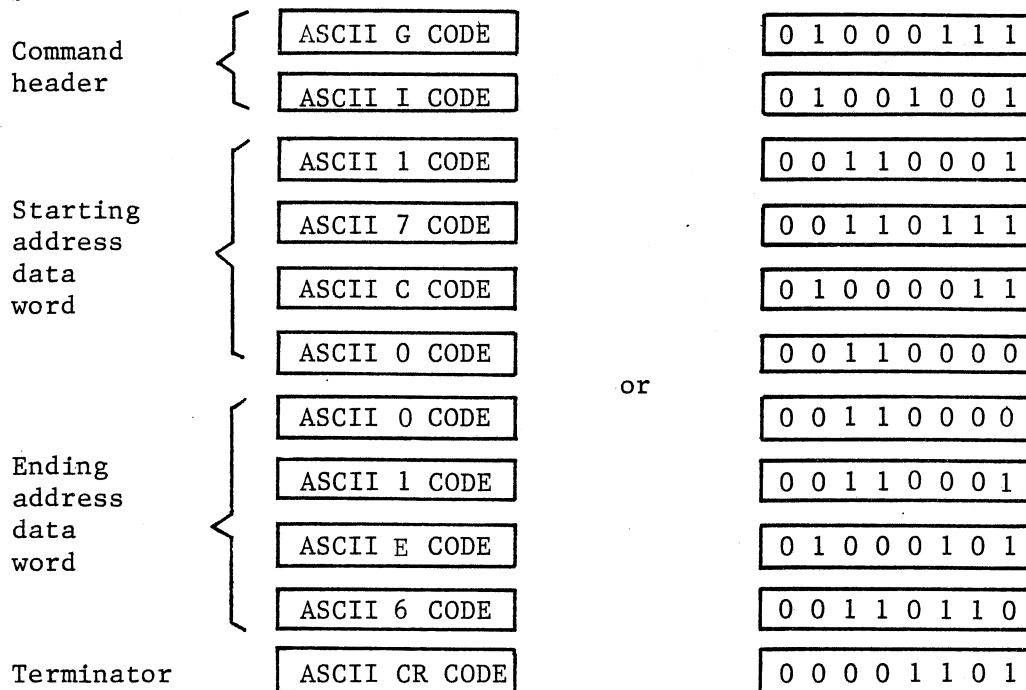 Command
header
ASCII G CODE
0 1 0 0 0 1 1 1
ASCII I CODE
0 1 0 0 1 0 0 1
Starting
address
data
word
ASCII 1 CODE
0 0 1 1 0 0 0 1
ASCII 7 CODE
0 0 1 1 0 1 1 1
ASCII C CODE
0 1 0 0 0 0 1 1
ASCII 0 CODE
0 0 1 1 0 0 0 0
or
Ending
address
data
word
ASCII 0 CODE
0 0 1 1 0 0 0 0
ASCII 1 CODE
0 0 1 1 0 0 0 1
ASCII E CODE
0 1 0 0 0 1 0 1
ASCII 6 CODE
0 0 1 1 0 1 1 0
Terminator
ASCII CR CODE
0 0 0 0 1 1 0 1